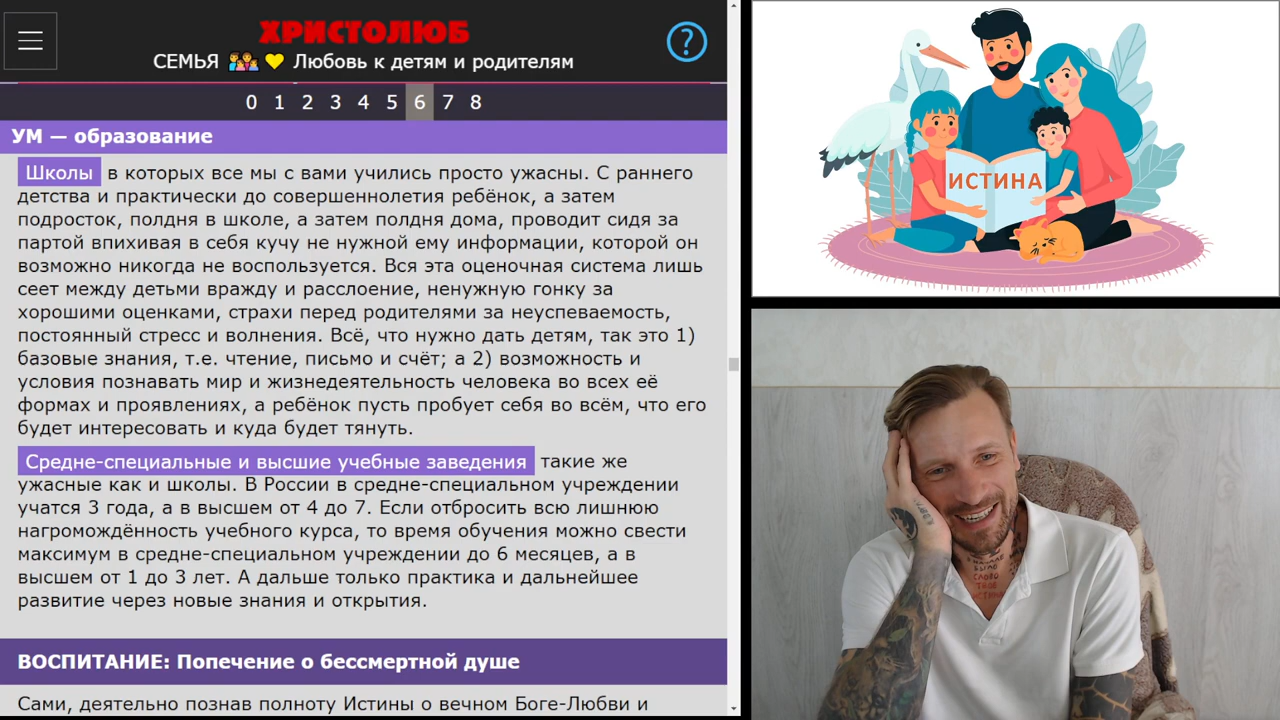 ХРИСТОЛЮБ
СЕМЬЯ 👨‍👩‍👧 💛 Любовь к детям и родителям
?
0 1 2 3 4 5 6 7 8
УМ — образование
Школы в которых все мы с вами учились просто ужасны. С раннего
детства и практически до совершеннолетия ребёнок, а затем
подросток, полдня в школе, а затем полдня дома, проводит сидя за
партой впихивая в себя кучу не нужной ему информации, которой он
возможно никогда не воспользуется. Вся эта оценочная система лишь
сеет между детьми вражду и расслоение, ненужную гонку за
хорошими оценками, страхи перед родителями за неуспеваемость,
постоянный стресс и волнения. Всё, что нужно дать детям, так это 1)
базовые знания, т.е. чтение, письмо и счёт; а 2) возможность и
условия познавать мир и жизнедеятельность человека во всех её
формах и проявлениях, а ребёнок пусть пробует себя во всём, что его
будет интересовать и куда будет тянуть.
Средне-специальные и высшие учебные заведения такие же
ужасные как и школы. В России в средне-специальном учреждении
учатся 3 года, а в высшем от 4 до 7. Если отбросить всю лишнюю
нагромождённость учебного курса, то время обучения можно свести
максимум в средне-специальном учреждении до 6 месяцев, а в
высшем от 1 до 3 лет. А дальше только практика и дальнейшее
развитие через новые знания и открытия.
ВОСПИТАНИЕ: Попечение о бессмертной душе
Сами, деятельно познав полноту Истины о вечном Боге-Любви и
ИСТИНА
БЫЛО
СЛОВО
ТВОЕ
ИСТИНА